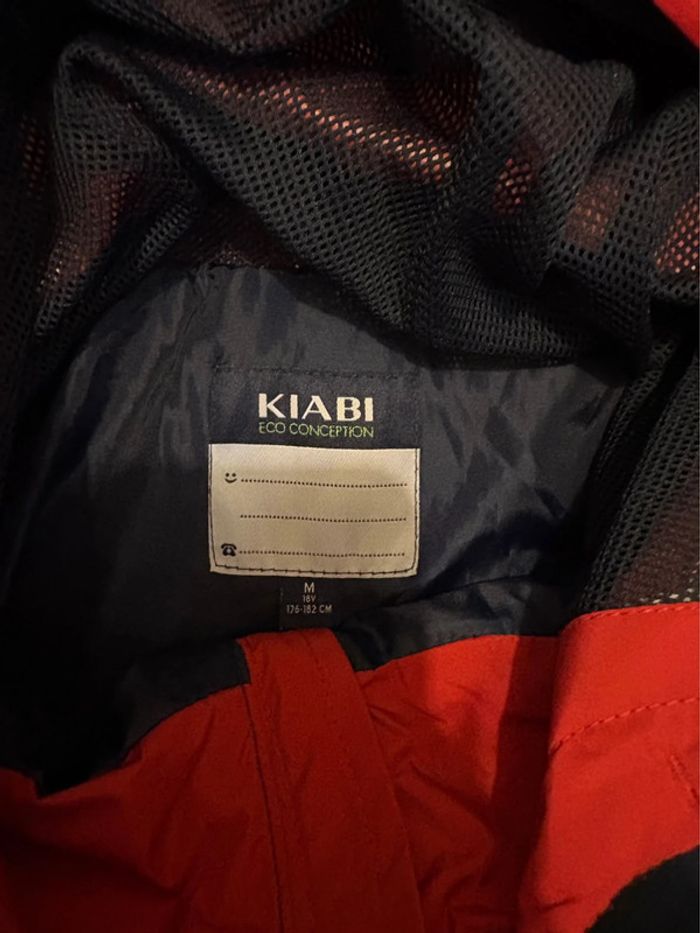 KIABI
ECO CONCEPTION
M
18Y
176-182 CM